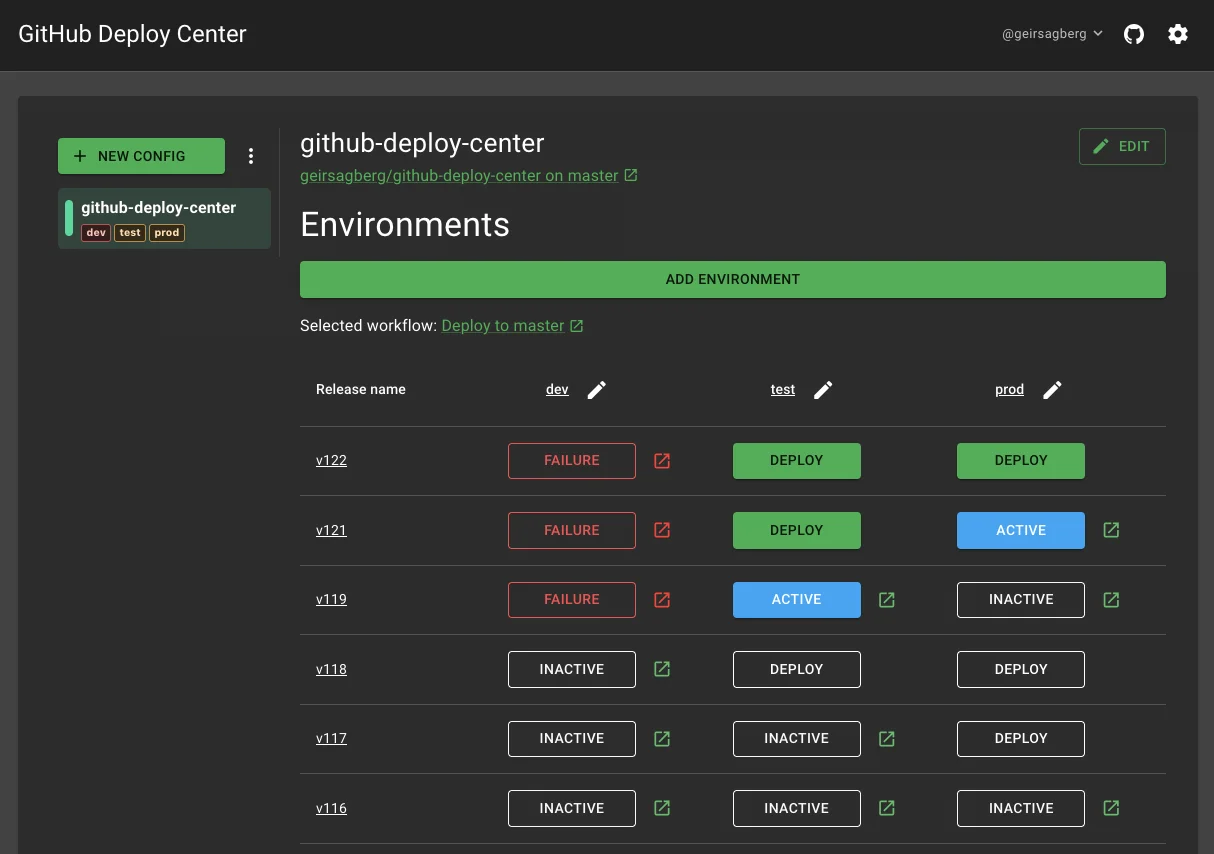 GitHub Deploy Center
@geirsagberg
NEW CONFIG
github-deploy-center
dev test prod
github-deploy-center
EDIT
geirsagberg/github-deploy-center on master
Environments
ADD ENVIRONMENT
Selected workflow: Deploy to master
Release name dev test prod
v122 FAILURE DEPLOY DEPLOY
v121 FAILURE DEPLOY ACTIVE
v119 FAILURE ACTIVE INACTIVE
v118 INACTIVE DEPLOY DEPLOY
v117 INACTIVE INACTIVE DEPLOY
v116 INACTIVE INACTIVE INACTIVE